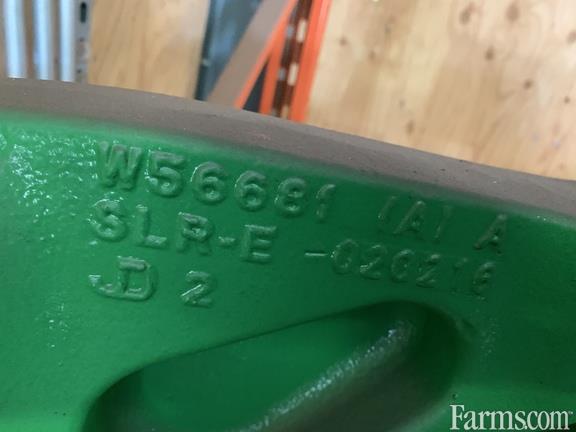 W56681 (A) A
SLR-E -020216
JD 2
Farms.com